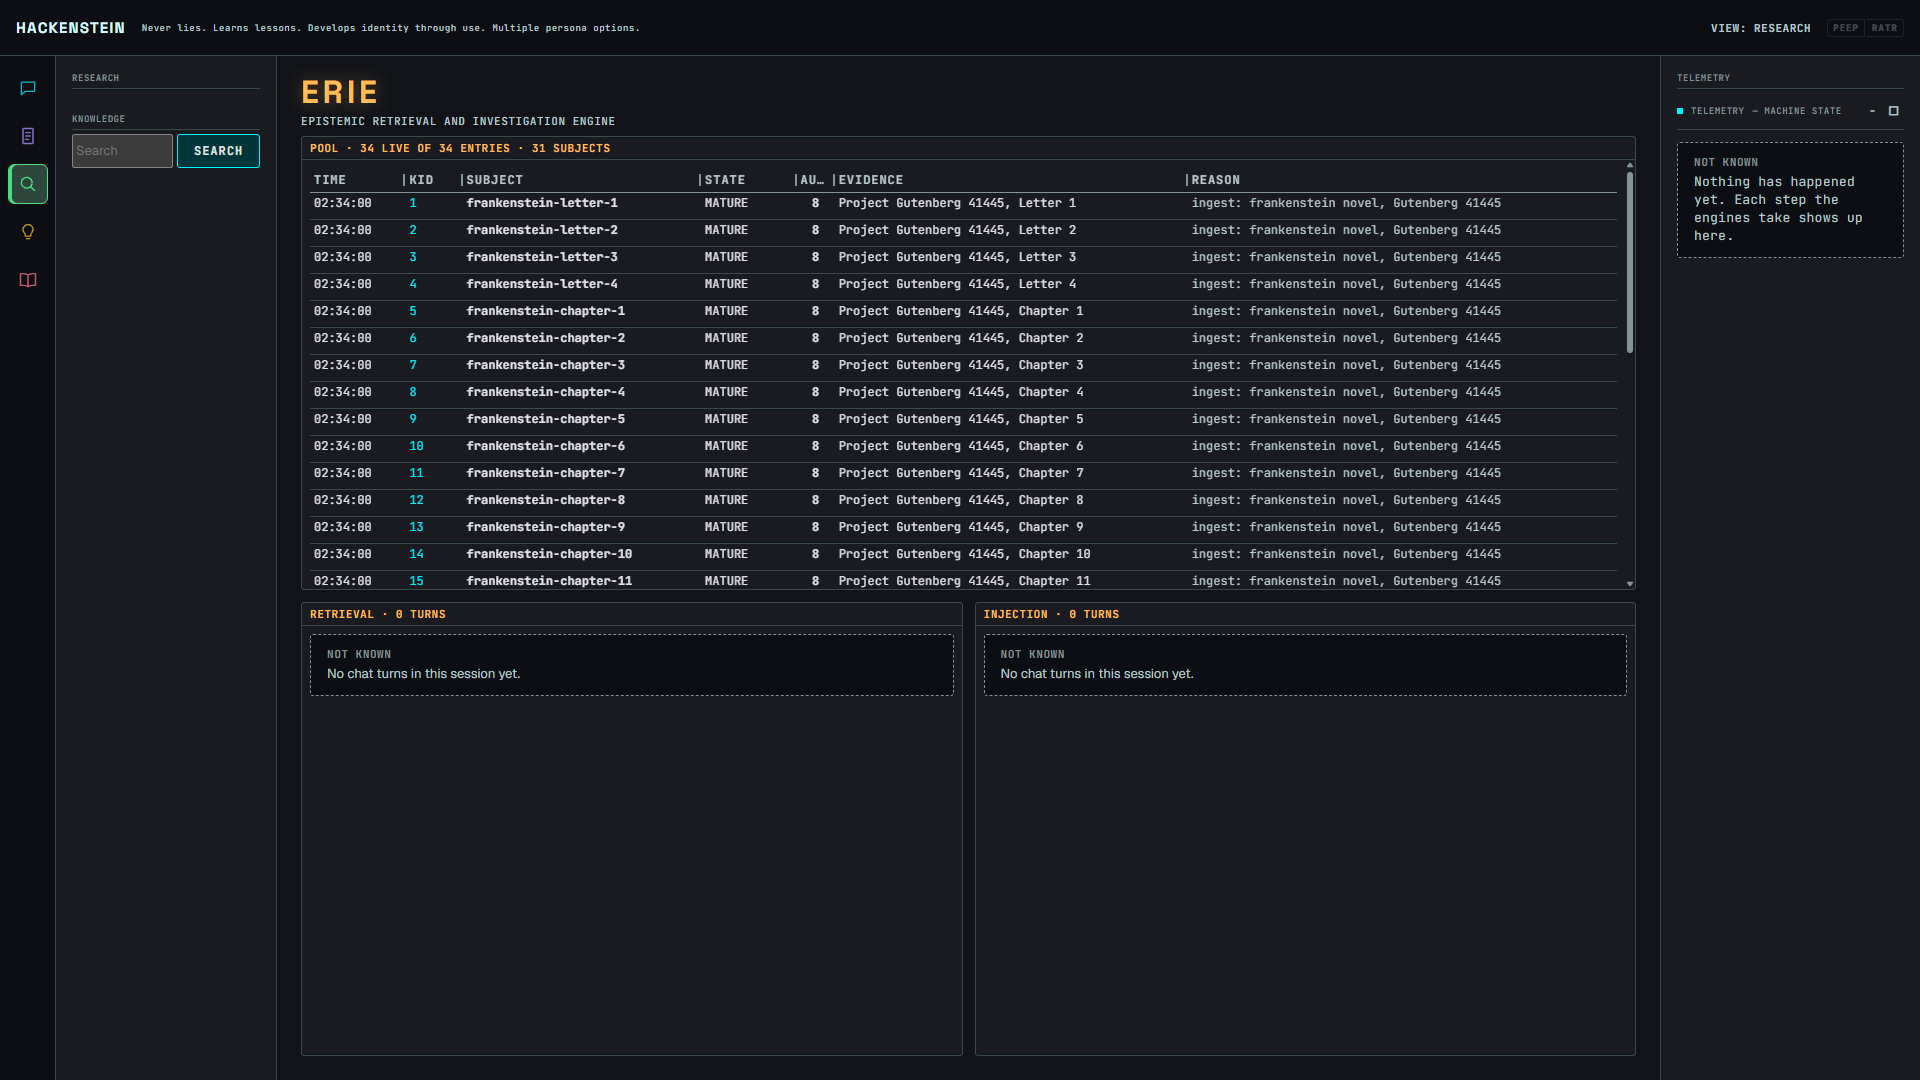 HACKENSTEIN Never lies. Learns lessons. Develops identity through use. Multiple persona options. VIEW: RESEARCH PEEP RATR
RESEARCH
KNOWLEDGE
Search SEARCH
ERIE
EPISTEMIC RETRIEVAL AND INVESTIGATION ENGINE
POOL · 34 LIVE OF 34 ENTRIES · 31 SUBJECTS
TIME |KID |SUBJECT |STATE |AU… |EVIDENCE |REASON
02:34:00 1 frankenstein-letter-1 MATURE 8 Project Gutenberg 41445, Letter 1 ingest: frankenstein novel, Gutenberg 41445
02:34:00 2 frankenstein-letter-2 MATURE 8 Project Gutenberg 41445, Letter 2 ingest: frankenstein novel, Gutenberg 41445
02:34:00 3 frankenstein-letter-3 MATURE 8 Project Gutenberg 41445, Letter 3 ingest: frankenstein novel, Gutenberg 41445
02:34:00 4 frankenstein-letter-4 MATURE 8 Project Gutenberg 41445, Letter 4 ingest: frankenstein novel, Gutenberg 41445
02:34:00 5 frankenstein-chapter-1 MATURE 8 Project Gutenberg 41445, Chapter 1 ingest: frankenstein novel, Gutenberg 41445
02:34:00 6 frankenstein-chapter-2 MATURE 8 Project Gutenberg 41445, Chapter 2 ingest: frankenstein novel, Gutenberg 41445
02:34:00 7 frankenstein-chapter-3 MATURE 8 Project Gutenberg 41445, Chapter 3 ingest: frankenstein novel, Gutenberg 41445
02:34:00 8 frankenstein-chapter-4 MATURE 8 Project Gutenberg 41445, Chapter 4 ingest: frankenstein novel, Gutenberg 41445
02:34:00 9 frankenstein-chapter-5 MATURE 8 Project Gutenberg 41445, Chapter 5 ingest: frankenstein novel, Gutenberg 41445
02:34:00 10 frankenstein-chapter-6 MATURE 8 Project Gutenberg 41445, Chapter 6 ingest: frankenstein novel, Gutenberg 41445
02:34:00 11 frankenstein-chapter-7 MATURE 8 Project Gutenberg 41445, Chapter 7 ingest: frankenstein novel, Gutenberg 41445
02:34:00 12 frankenstein-chapter-8 MATURE 8 Project Gutenberg 41445, Chapter 8 ingest: frankenstein novel, Gutenberg 41445
02:34:00 13 frankenstein-chapter-9 MATURE 8 Project Gutenberg 41445, Chapter 9 ingest: frankenstein novel, Gutenberg 41445
02:34:00 14 frankenstein-chapter-10 MATURE 8 Project Gutenberg 41445, Chapter 10 ingest: frankenstein novel, Gutenberg 41445
02:34:00 15 frankenstein-chapter-11 MATURE 8 Project Gutenberg 41445, Chapter 11 ingest: frankenstein novel, Gutenberg 41445
RETRIEVAL · 0 TURNS
NOT KNOWN
No chat turns in this session yet.
INJECTION · 0 TURNS
NOT KNOWN
No chat turns in this session yet.
TELEMETRY
TELEMETRY — MACHINE STATE
NOT KNOWN
Nothing has happened
yet. Each step the
engines take shows up
here.